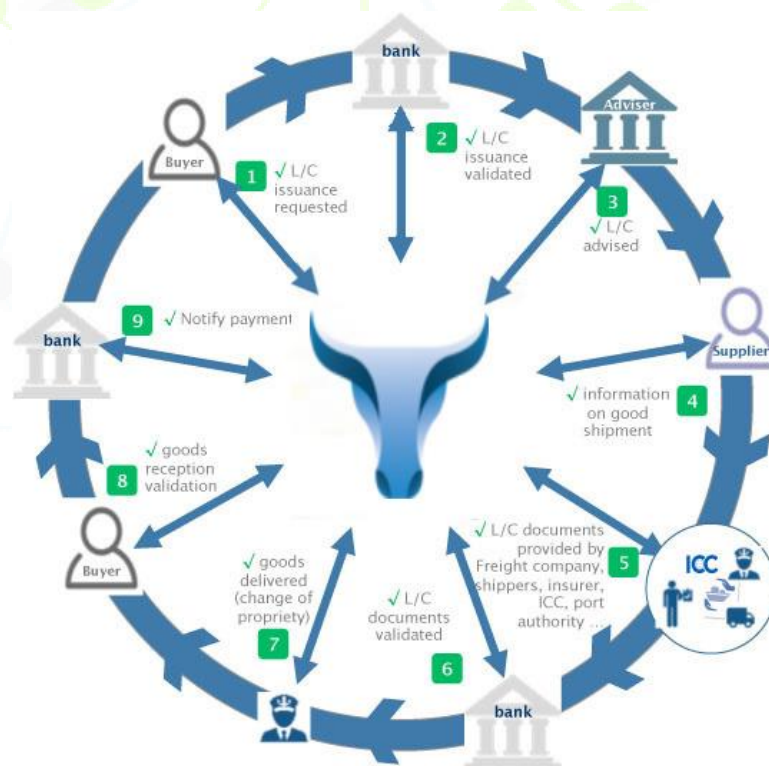 bank
Adviser
Buyer
1
√ L/C
issuance
requested
2
√ L/C
issuance
validated
3
√ L/C
advised
Supplier
4
√ information
on good
shipment
5
√ L/C documents
provided by
Freight company,
shippers, insurer,
ICC, port
authority ...
ICC
bank
6
√ L/C
documents
validated
7
√ goods
delivered
(change of
propriety)
8
√ goods
reception
validation
Buyer
9
√ Notify payment
bank